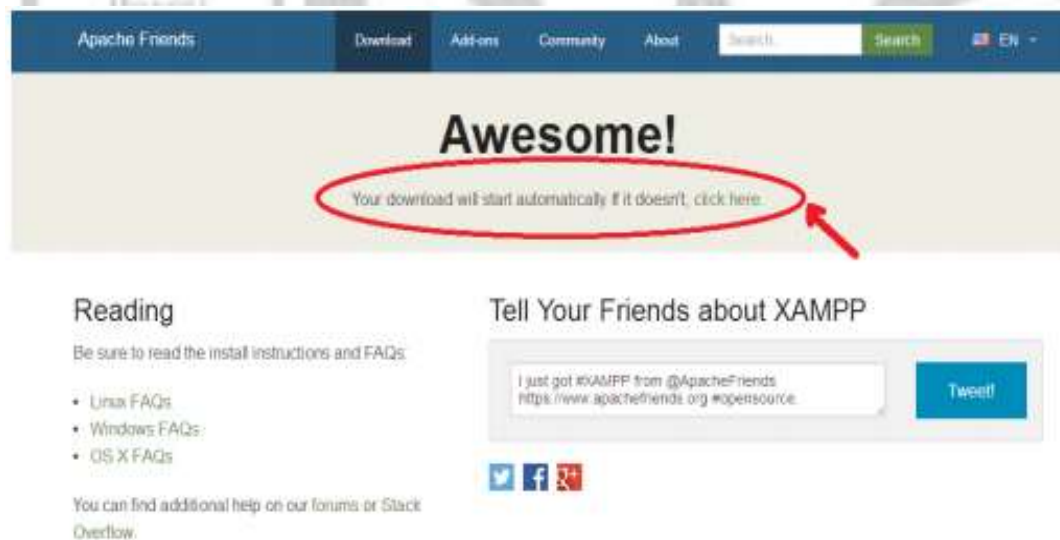 Apache Friends Download Add-ons Community About Search... Search EN
Awesome!
Your download will start automatically. If it doesn't, click here.
Reading
Be sure to read the install instructions and FAQs:
• Linux FAQs
• Windows FAQs
• OS X FAQs
You can find additional help on our forums or Stack
Overflow.
Tell Your Friends about XAMPP
I just got #XAMPP from @ApacheFriends
https://www.apachefriends.org #opensource
Tweet!